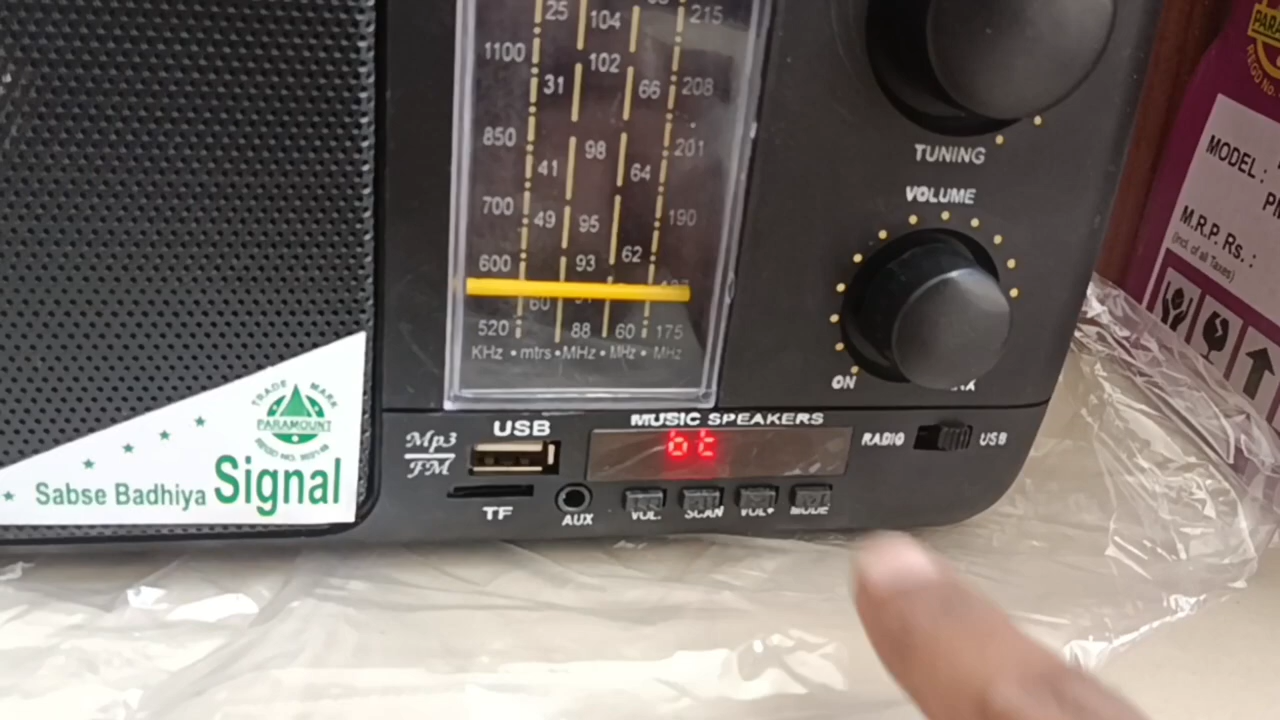 25 104 215
1100 102
31 66 208
850 98 201
41 64
700 49 95 190
600 93 62
60
520 88 60 175
KHz • mtrs • MHz • MHz • MHz
TUNING
VOLUME
ON
MUSIC SPEAKERS
Mp3
FM
USB
bt
RADIO USB
TF
AUX
VOL-
SCAN
VOL+
MODE
TRADE MARK
PARAMOUNT
Sabse Badhiya Signal
MODEL :
M.R.P. Rs. :
(Incl. of all Taxes)